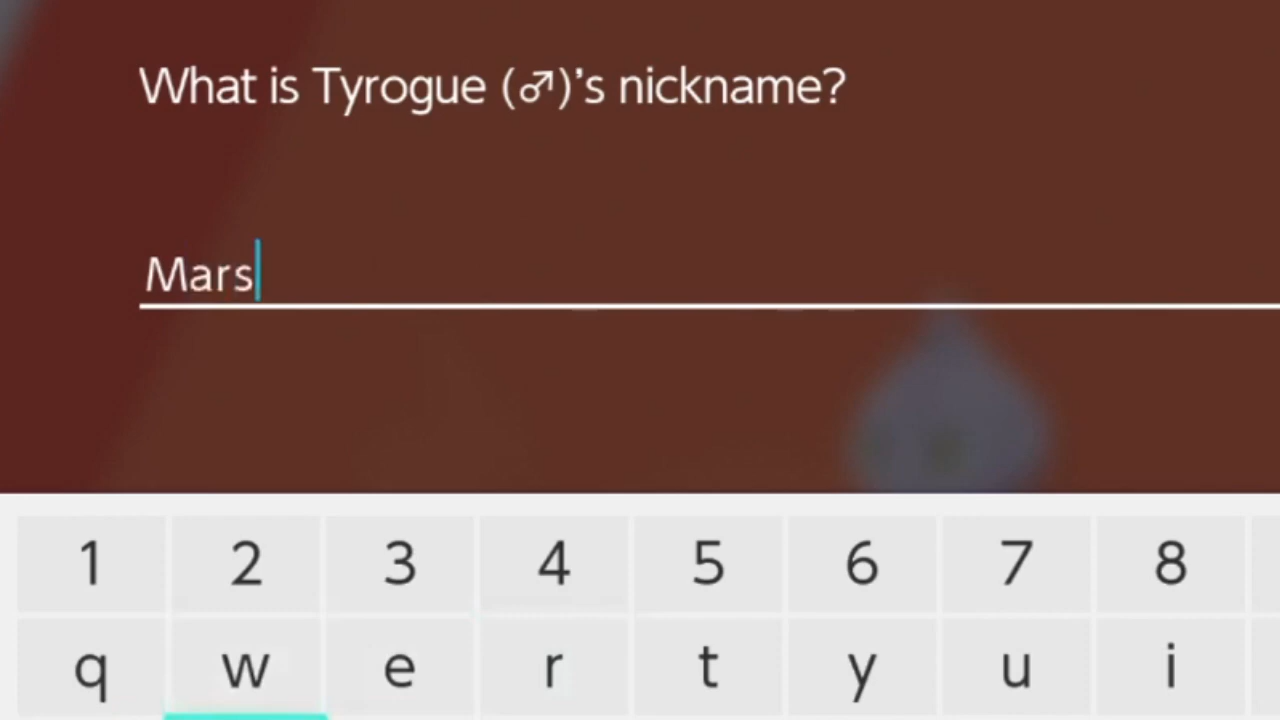 What is Tyrogue (♂)'s nickname?
Mars
1 2 3 4 5 6 7 8
q w e r t y u i